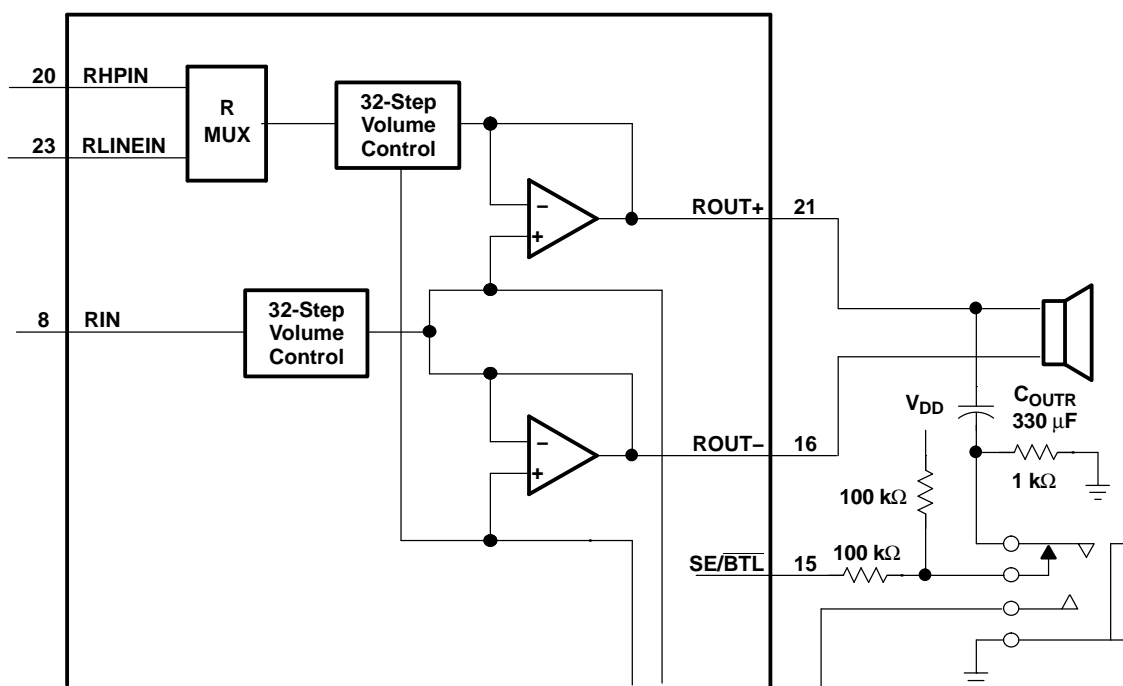 20 RHPIN
R
MUX
32-Step
Volume
Control
23 RLINEIN
–
+
ROUT+ 21
8 RIN
32-Step
Volume
Control
VDD
COUTR
330 μF
–
+
ROUT– 16
1 kΩ
100 kΩ
SE/BTL 15
100 kΩ